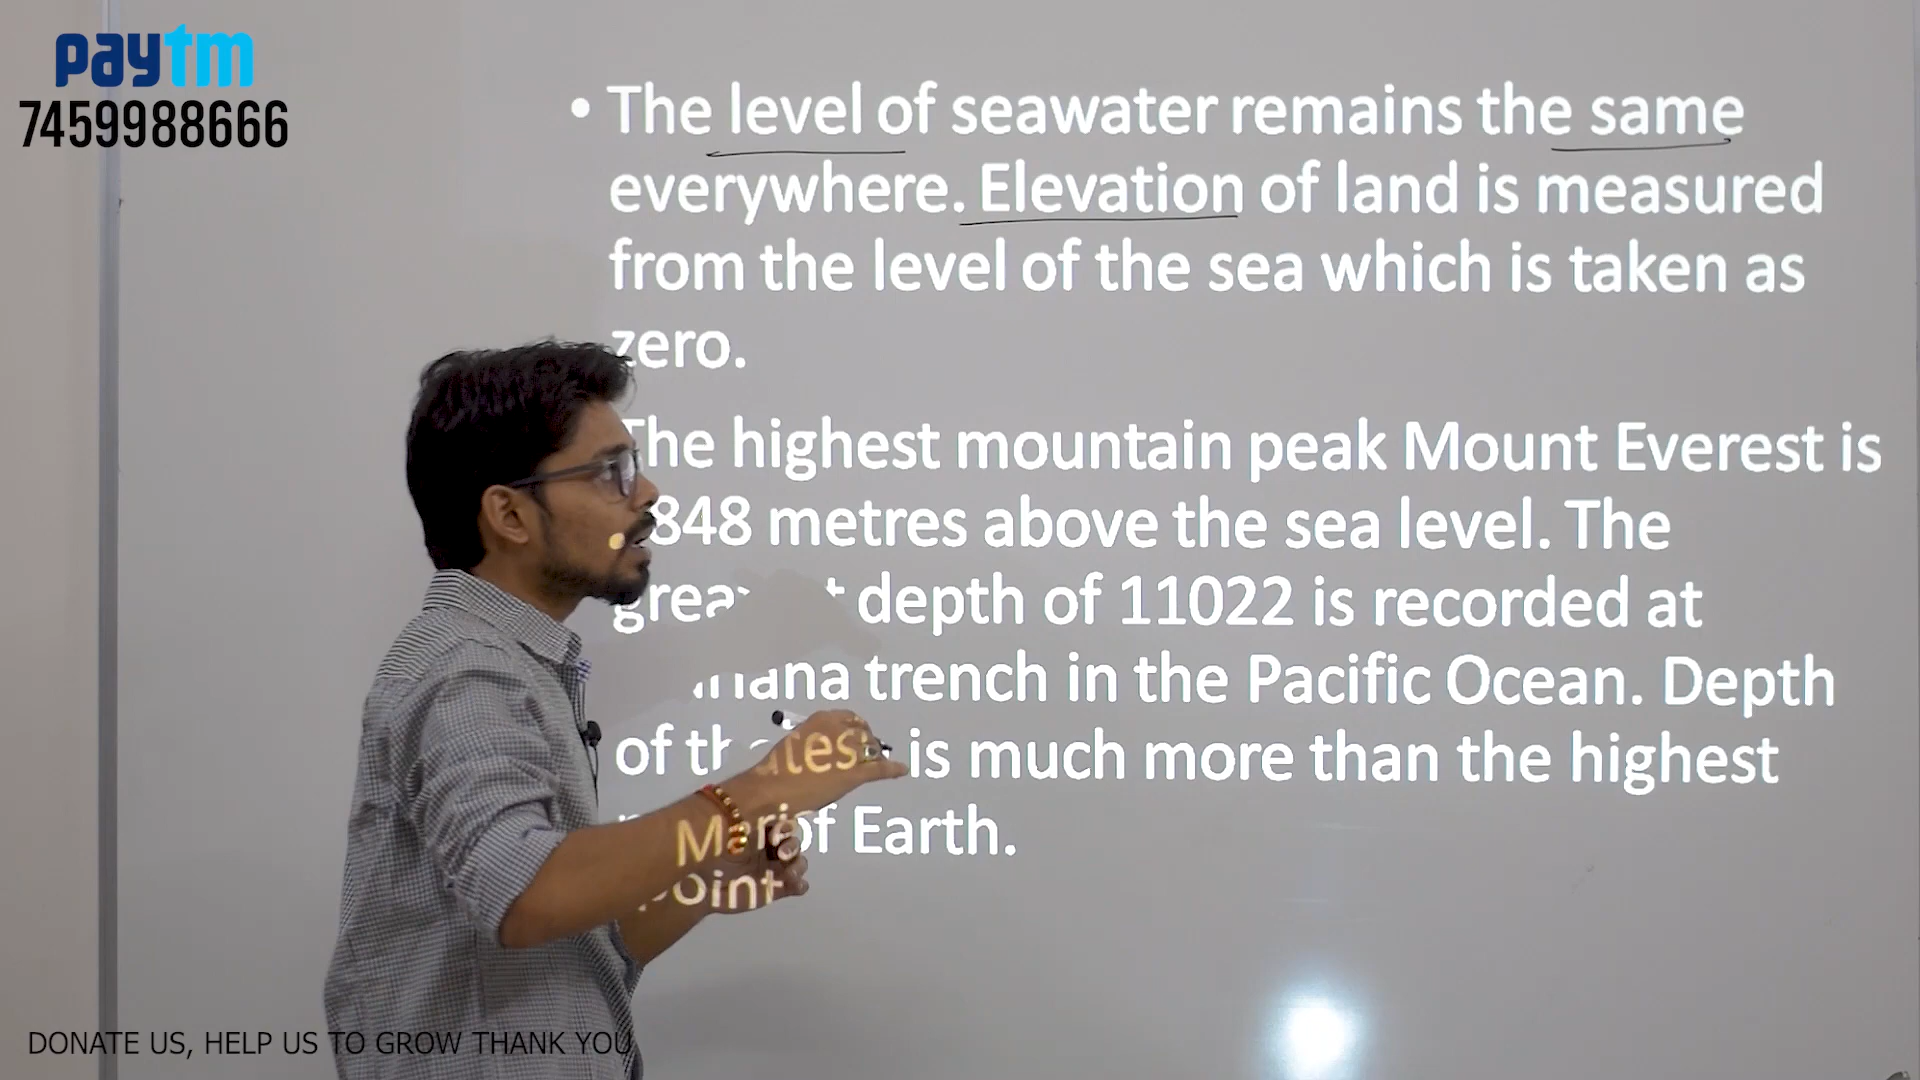 paytm
7459988666
• The level of seawater remains the same
everywhere. Elevation of land is measured
from the level of the sea which is taken as
zero.
The highest mountain peak Mount Everest is
848 metres above the sea level. The
depth of 11022 is recorded at
trench in the Pacific Ocean. Depth
of is much more than the highest
of Earth.
DONATE US, HELP US TO GROW THANK YOU